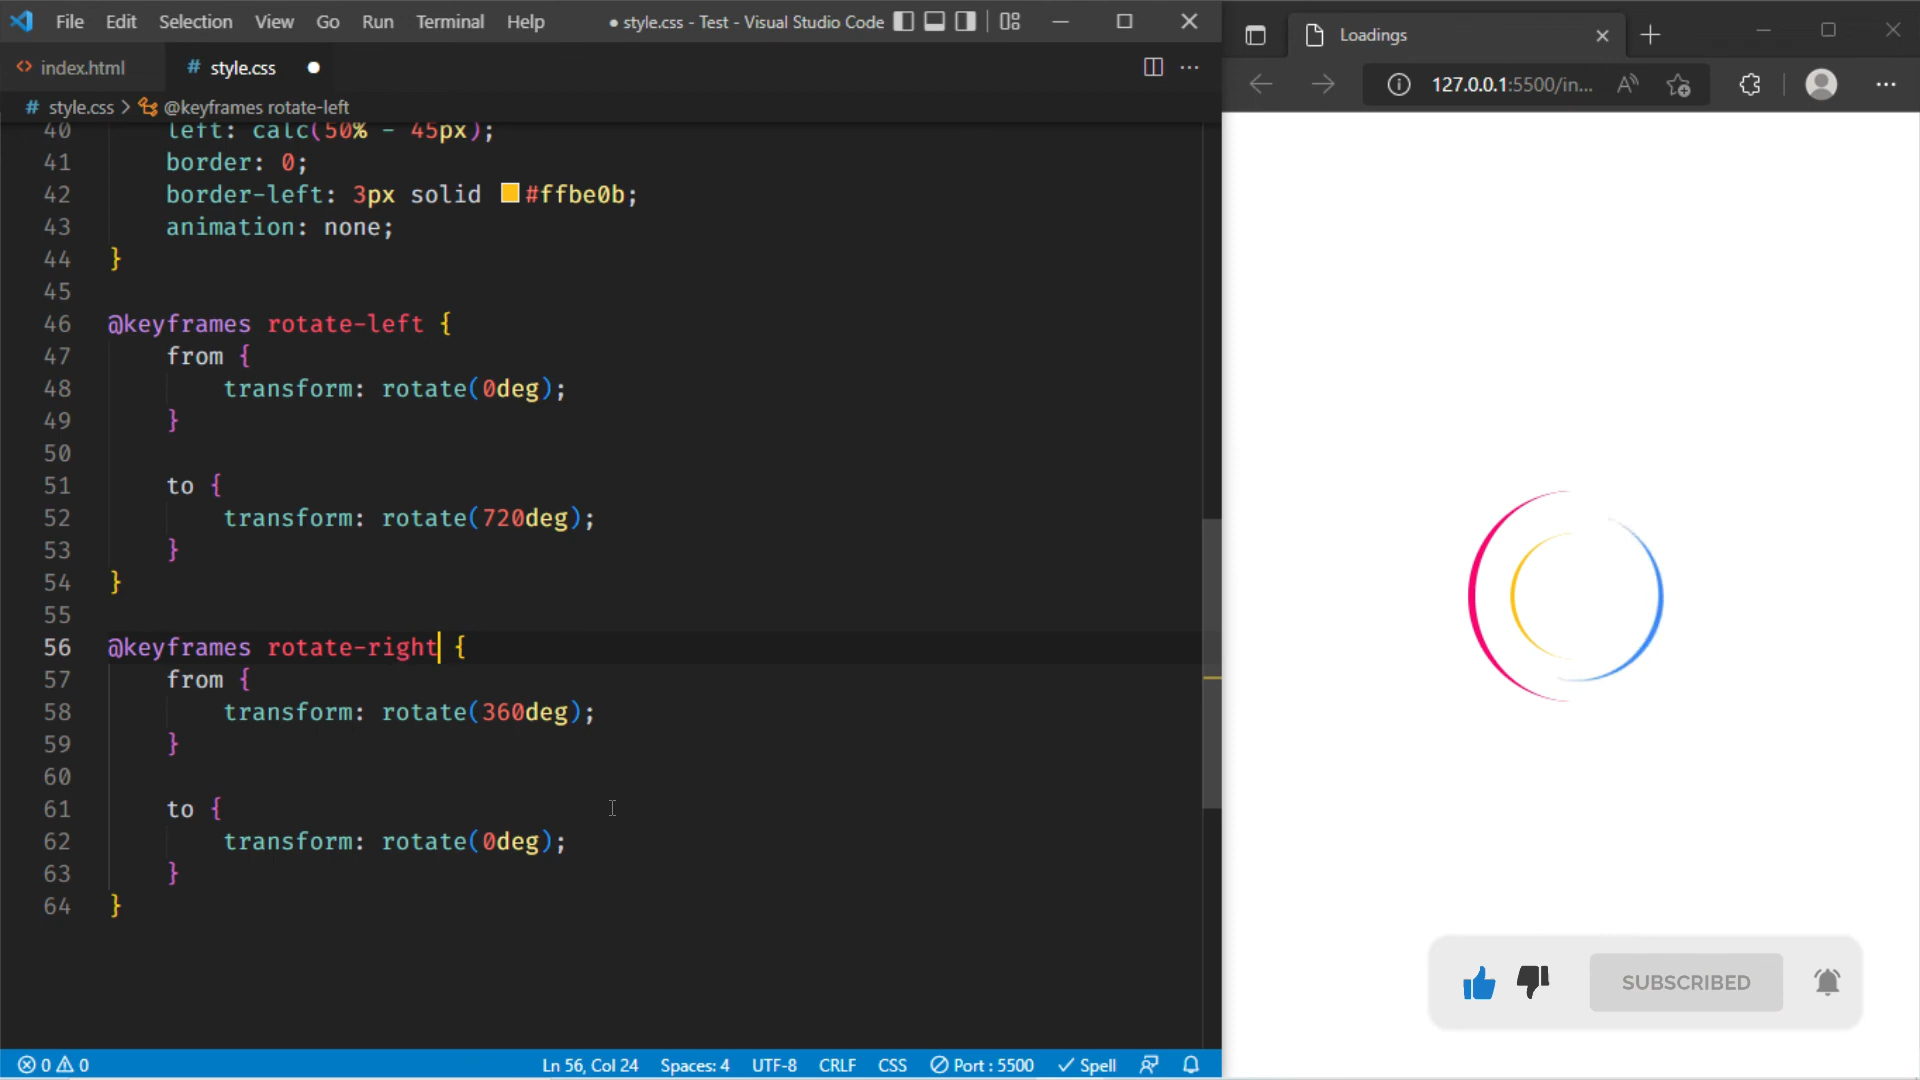 File Edit Selection View Go Run Terminal Help ● style.css - Test - Visual Studio Code
index.html # style.css ●
# style.css > @keyframes rotate-left
40 left: calc(50% - 45px);
41 border: 0;
42 border-left: 3px solid #ffbe0b;
43 animation: none;
44 }
45
46 @keyframes rotate-left {
47 from {
48 transform: rotate(0deg);
49 }
50
51 to {
52 transform: rotate(720deg);
53 }
54 }
55
56 @keyframes rotate-right {
57 from {
58 transform: rotate(360deg);
59 }
60
61 to {
62 transform: rotate(0deg);
63 }
64 }
0 0 Ln 56, Col 24 Spaces: 4 UTF-8 CRLF CSS Port : 5500 Spell
Loadings
127.0.0.1:5500/in...
SUBSCRIBED